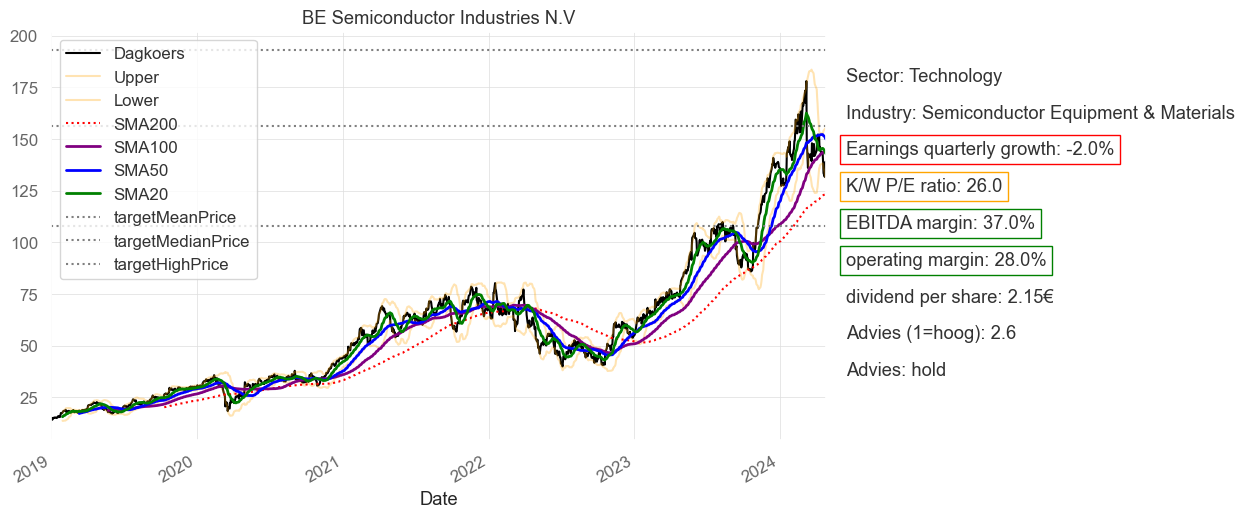 BE Semiconductor Industries N.V
200
175
150
125
100
75
50
25
Dagkoers
Upper
Lower
SMA200
SMA100
SMA50
SMA20
targetMeanPrice
targetMedianPrice
targetHighPrice
2019
2020
2021
2022
2023
2024
Date
Sector: Technology
Industry: Semiconductor Equipment & Materials
Earnings quarterly growth: -2.0%
K/W P/E ratio: 26.0
EBITDA margin: 37.0%
operating margin: 28.0%
dividend per share: 2.15€
Advies (1=hoog): 2.6
Advies: hold